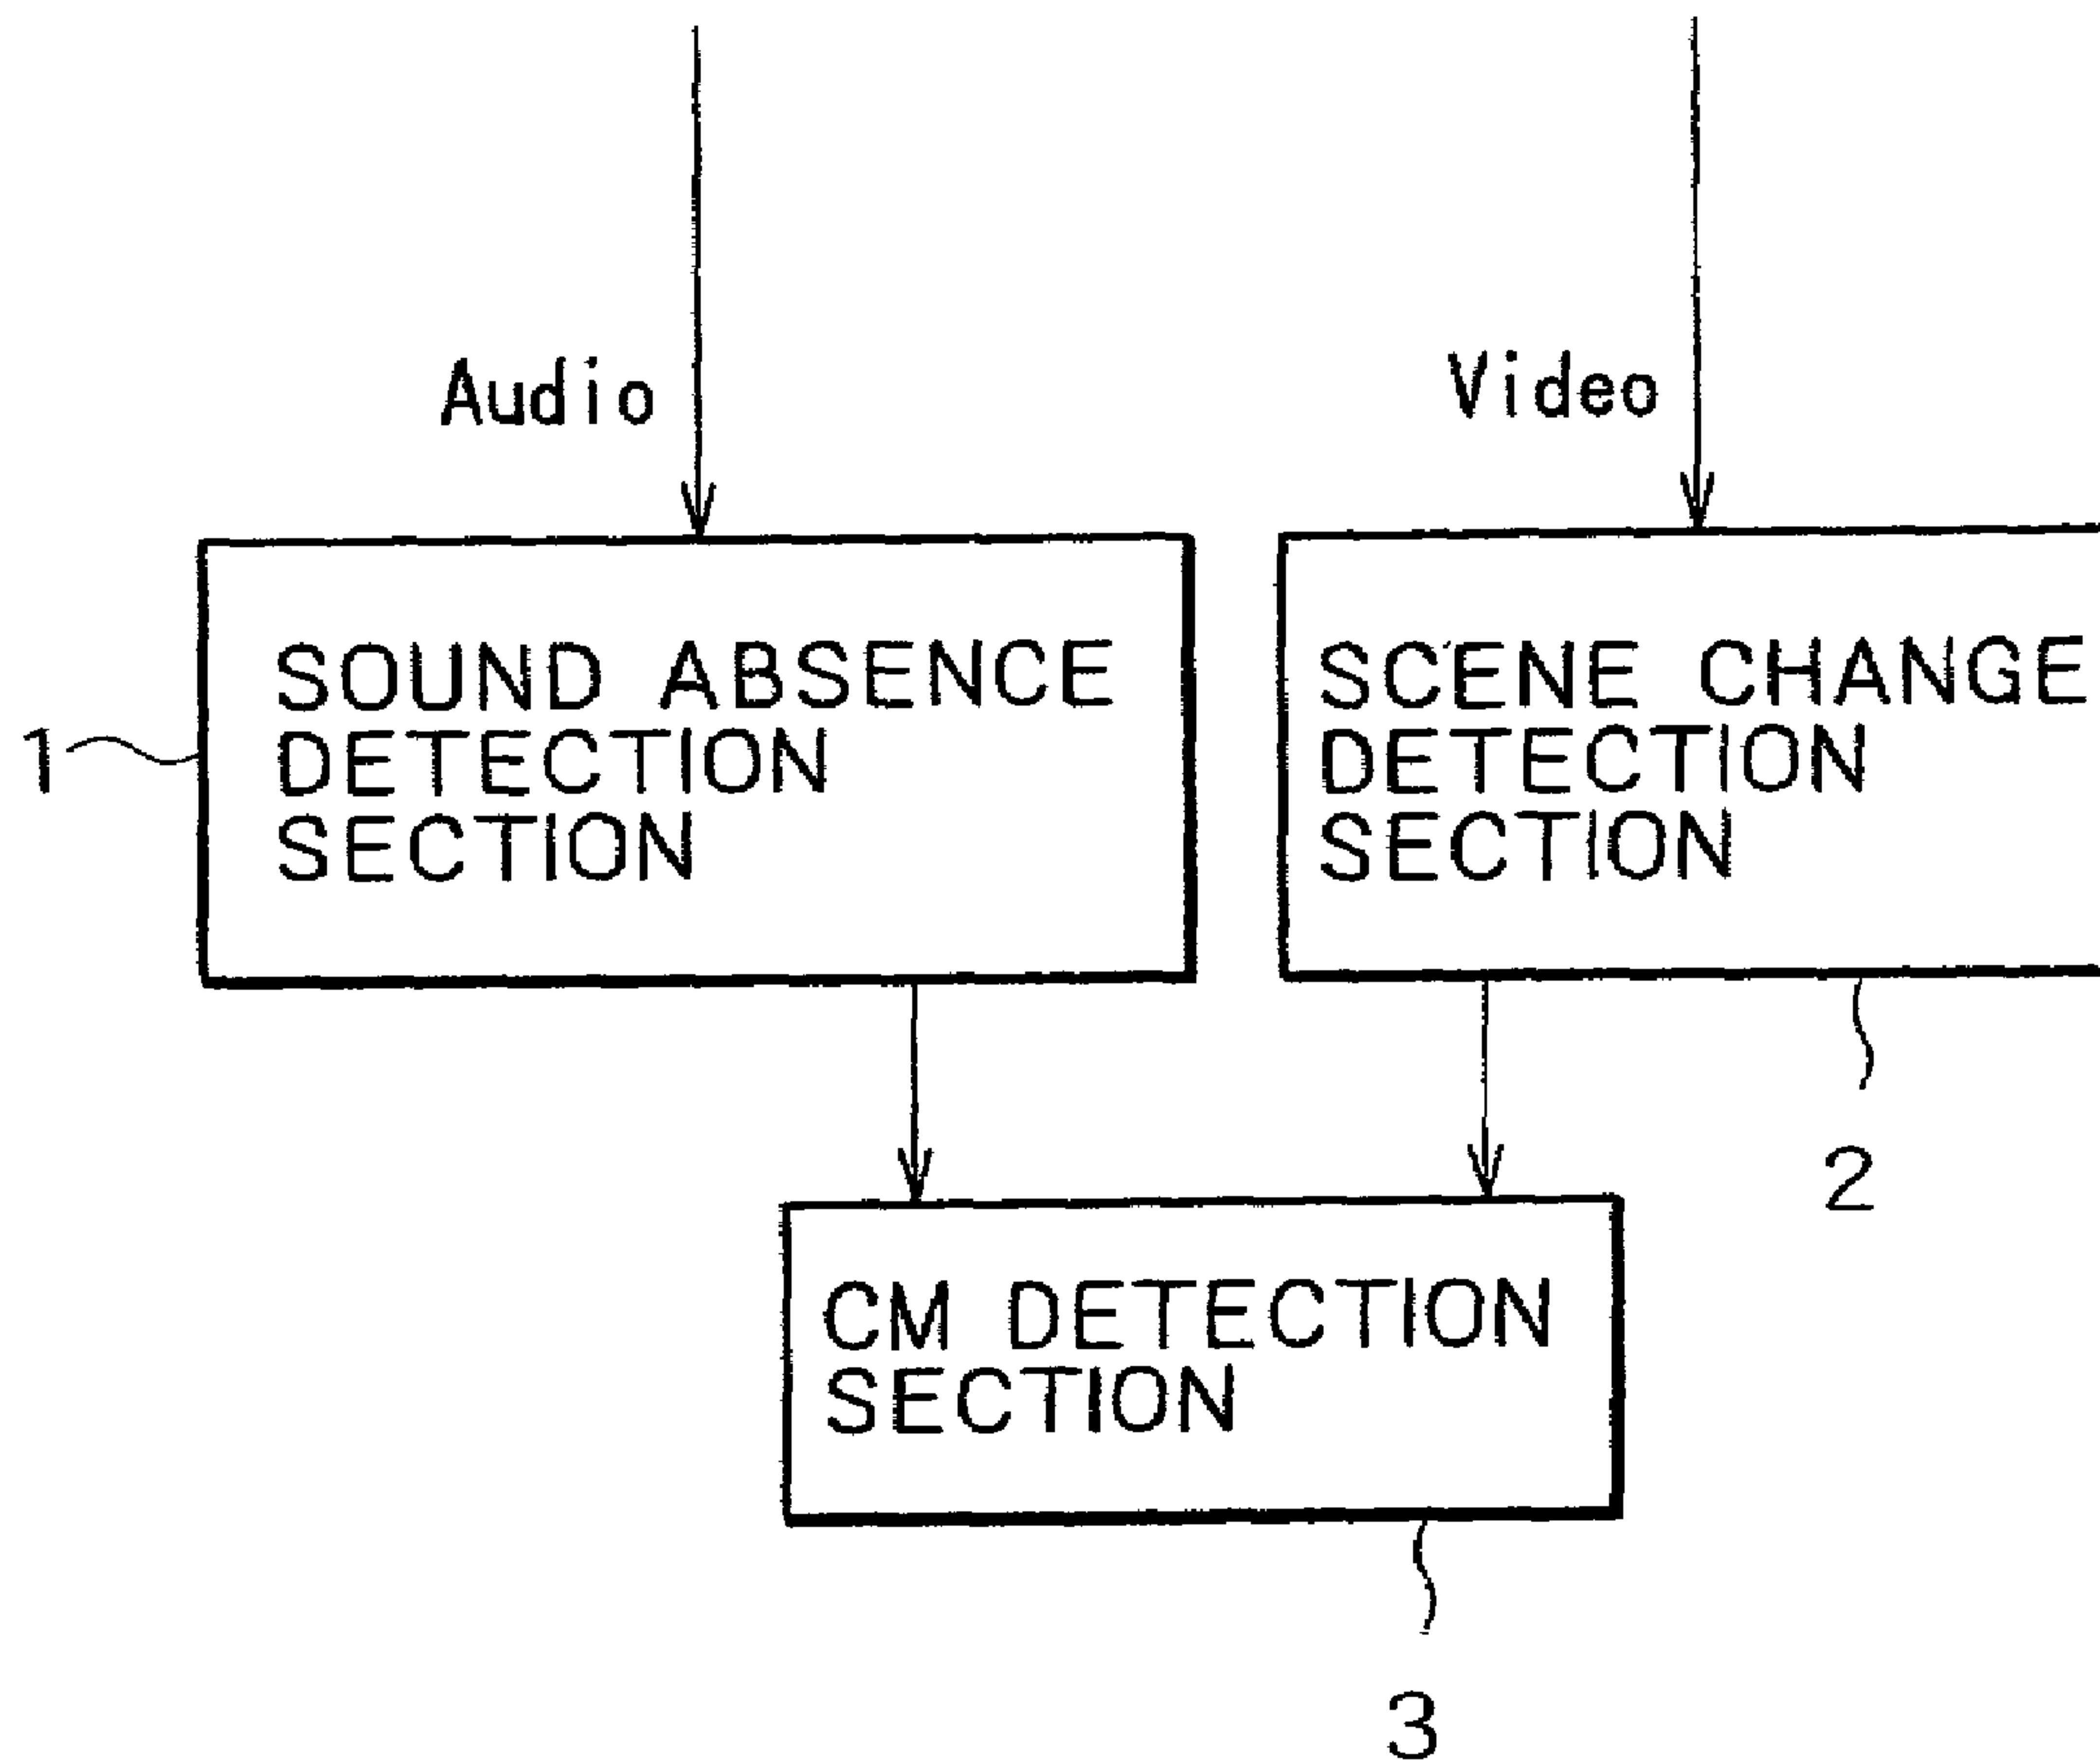 Audio
Video
SOUND ABSENCE
DETECTION
SECTION
1
SCENE CHANGE
DETECTION
SECTION
2
CM DETECTION
SECTION
3